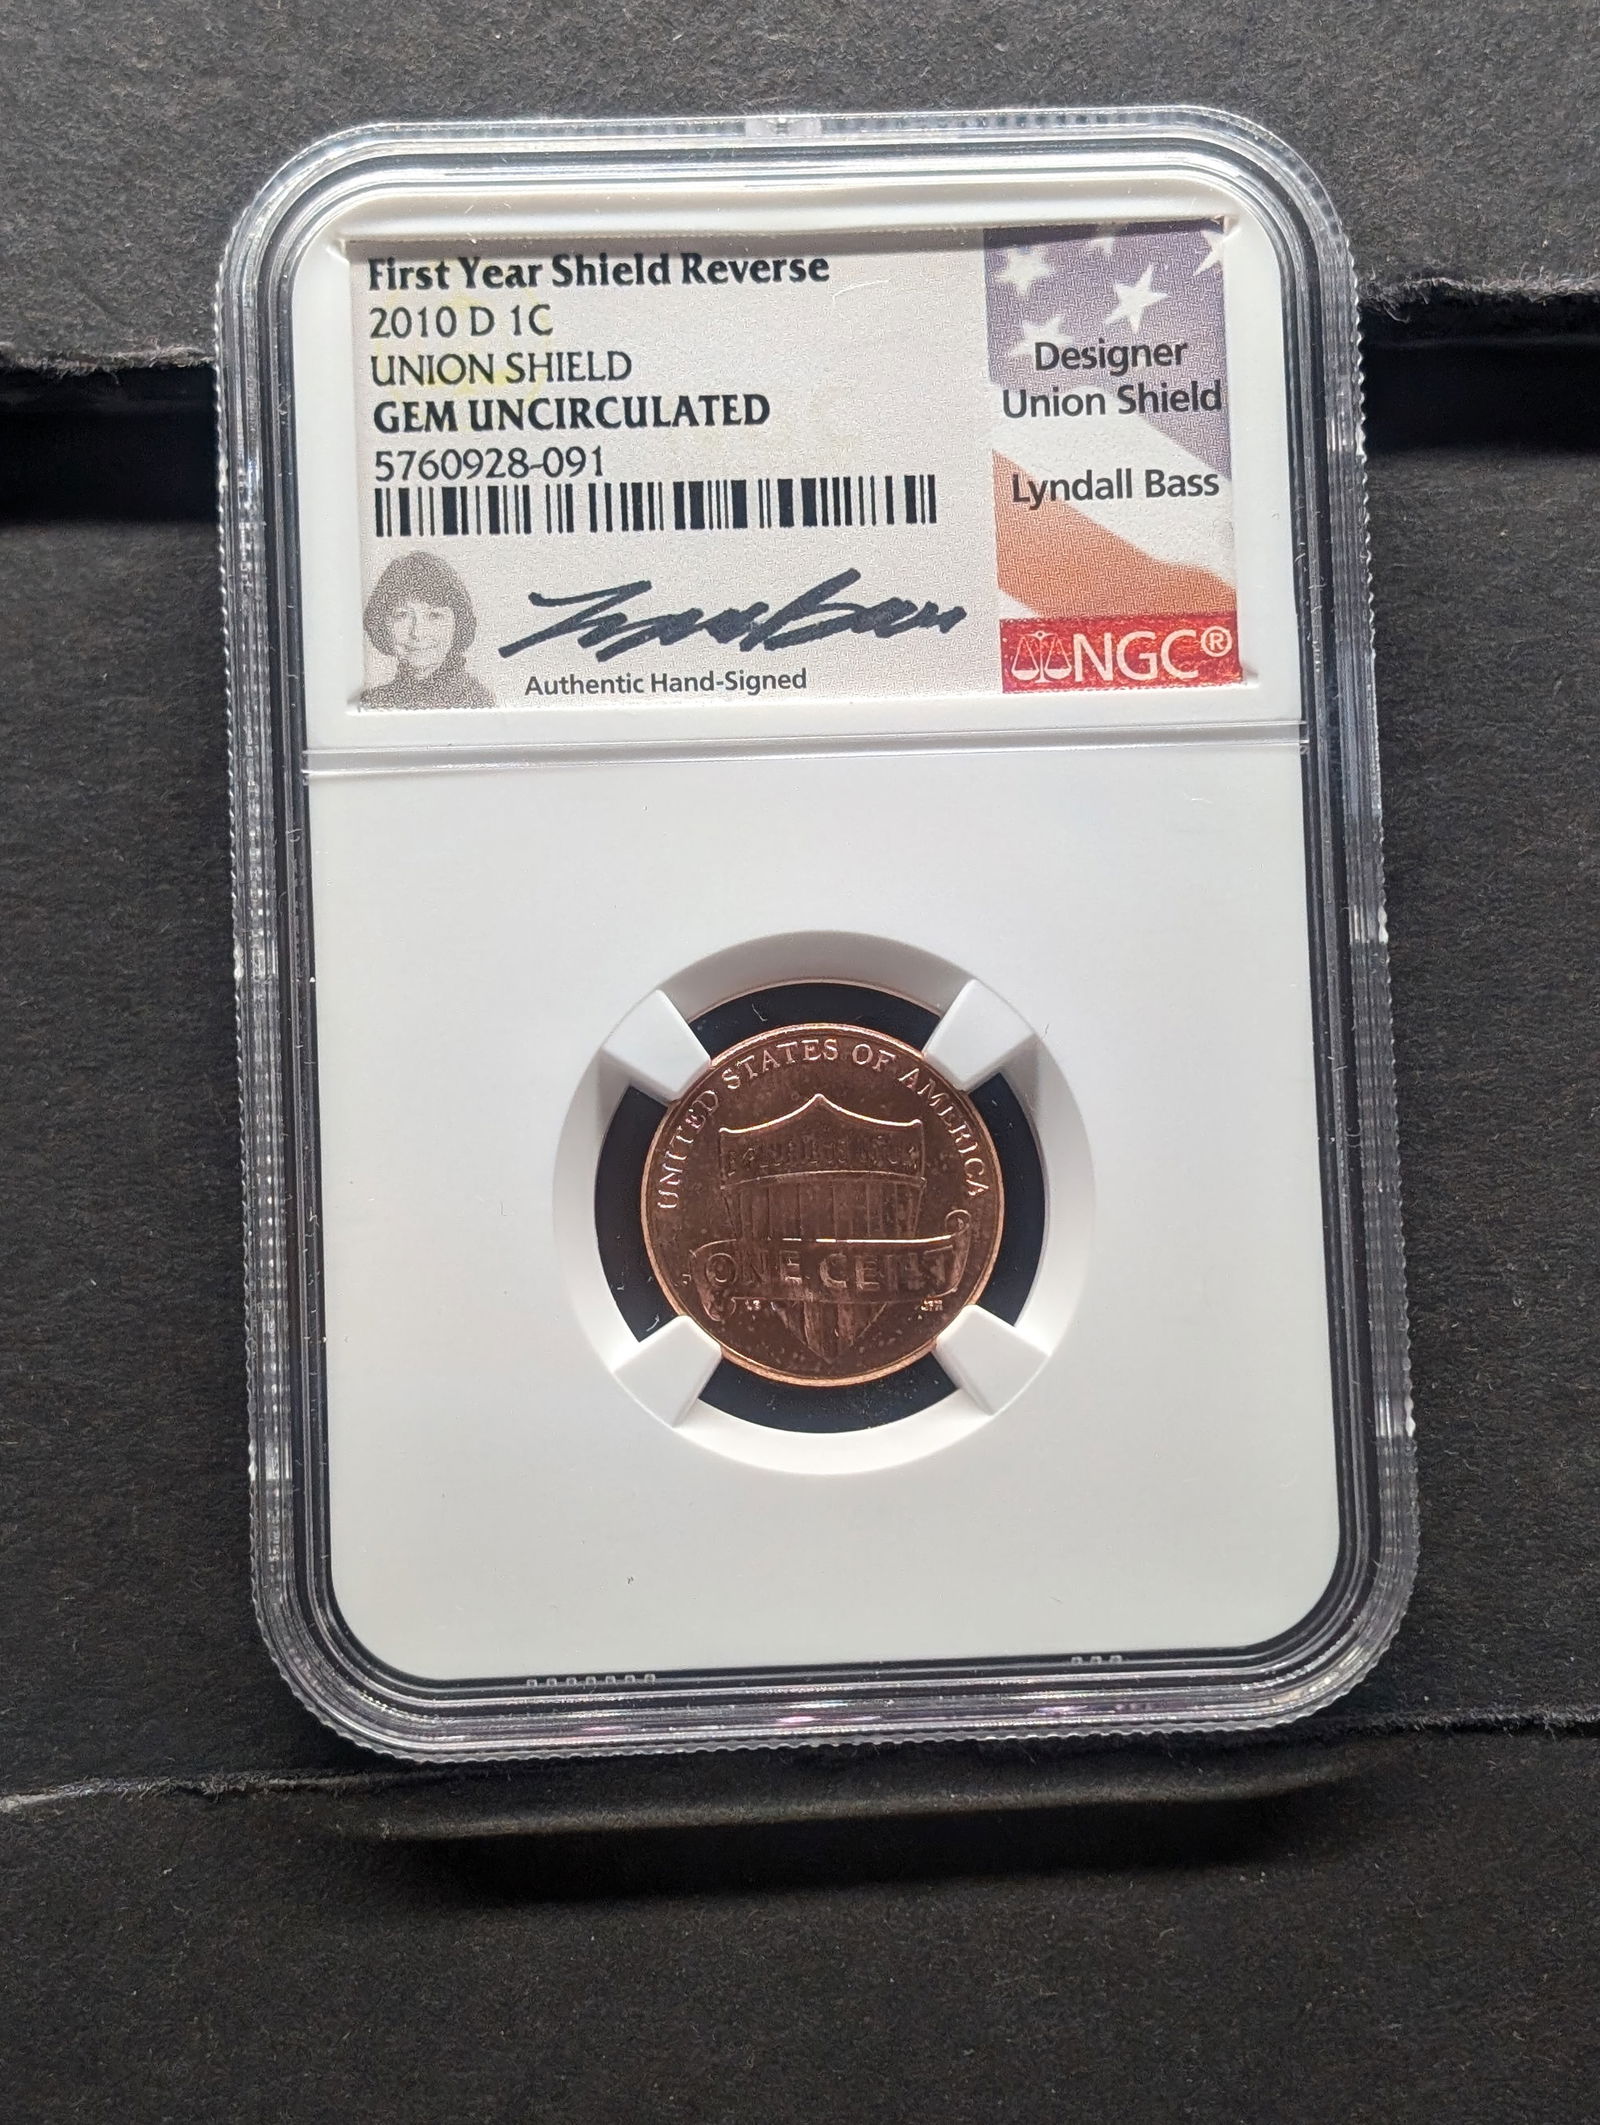 First Year Shield Reverse
2010 D 1C
UNION SHIELD
GEM UNCIRCULATED
5760928-091
Designer
Union Shield
Lyndall Bass
Authentic Hand-Signed
NGC®
UNITED STATES OF AMERICA
ONE CENT